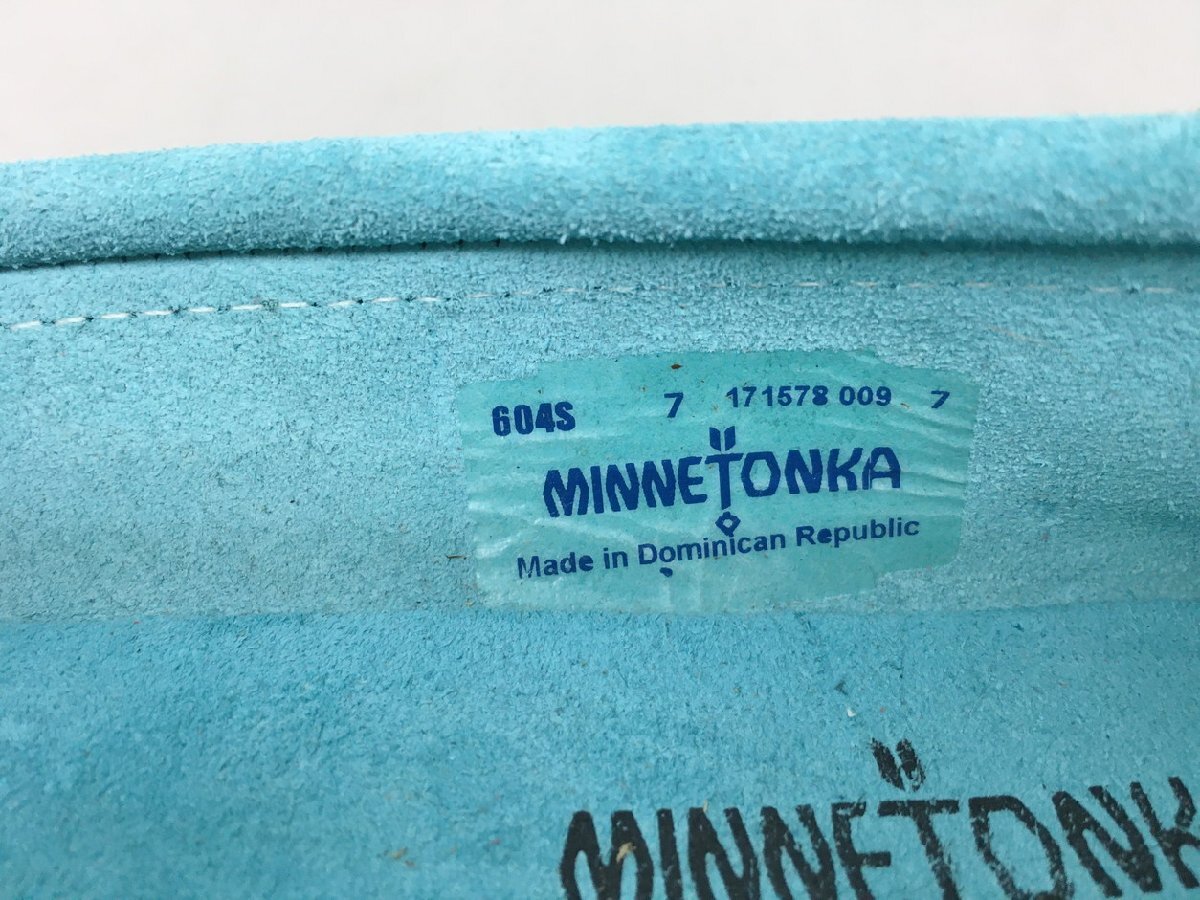 604S 7 171578 009 7
MINNETONKA
Made in Dominican Republic
MINNETONK